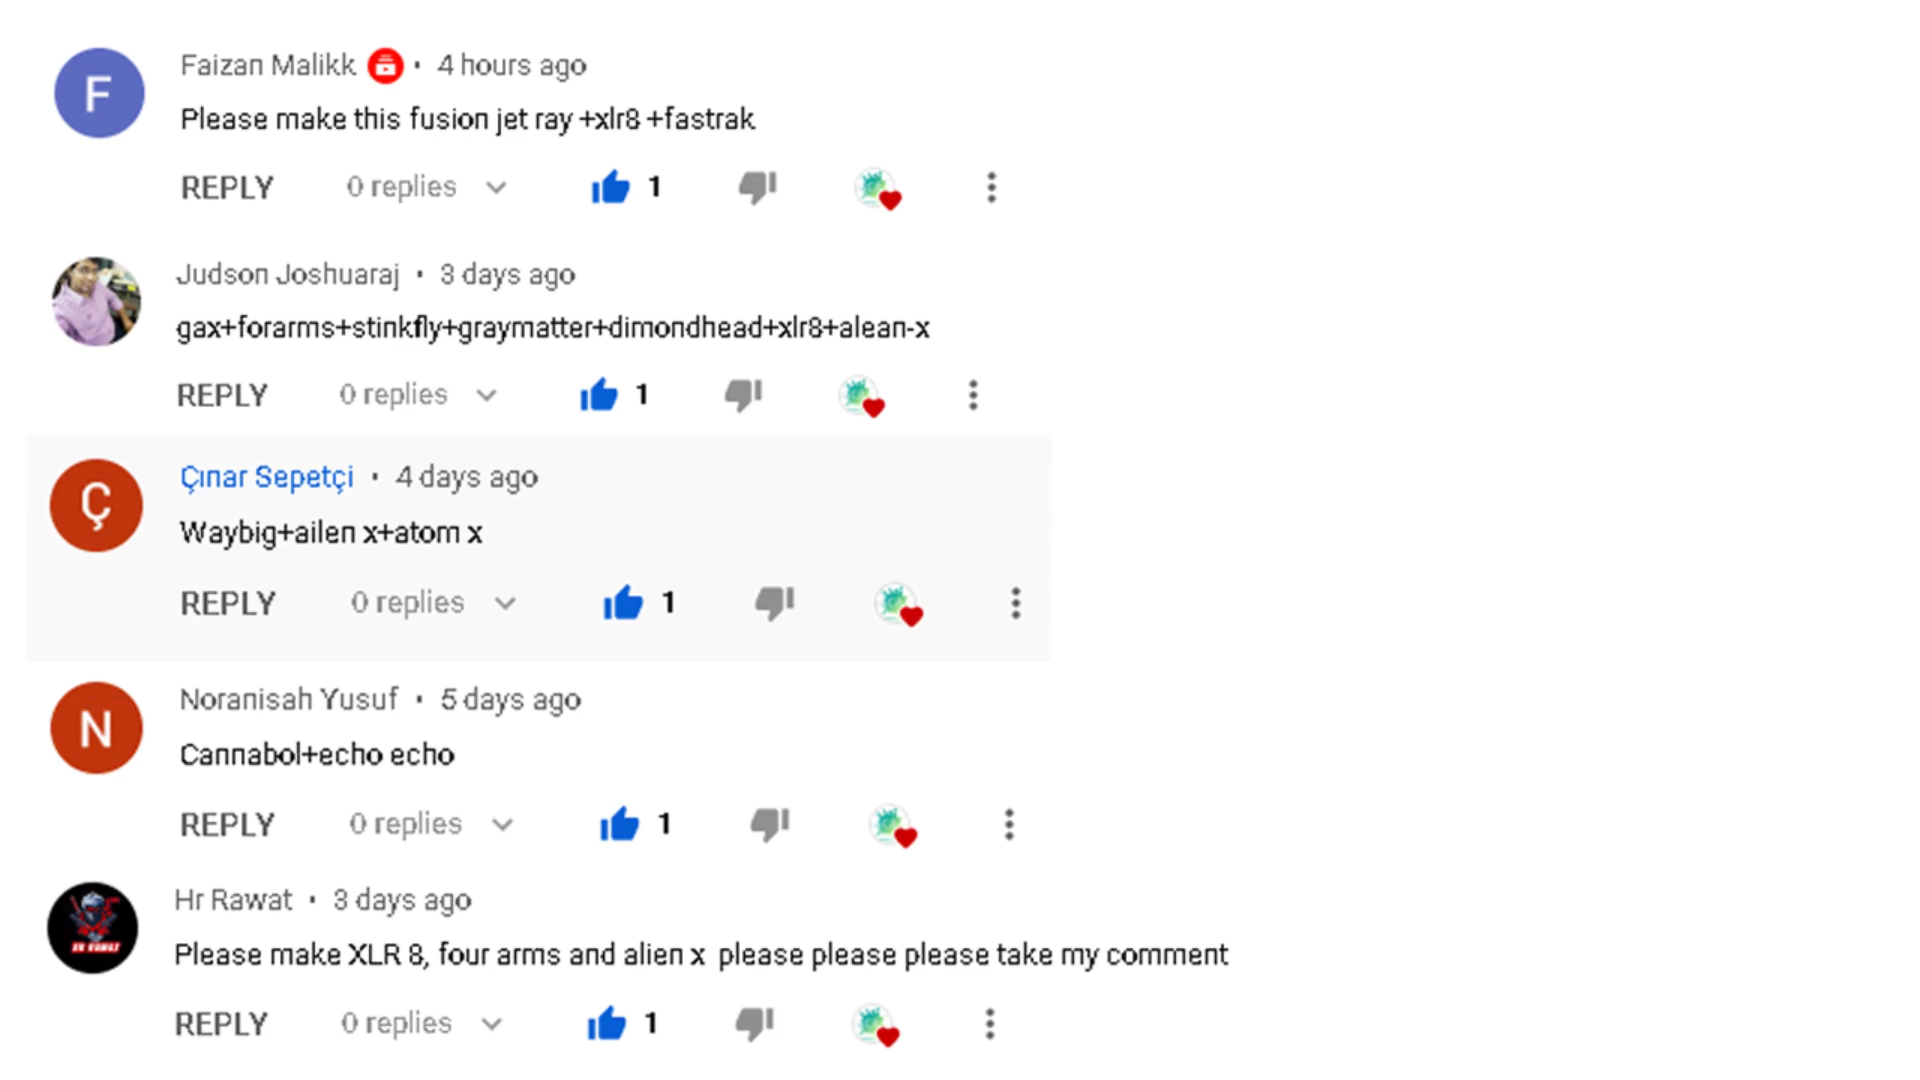 F
Faizan Malikk • 4 hours ago
Please make this fusion jet ray +xlr8 +fastrak
REPLY 0 replies 1
Judson Joshuaraj • 3 days ago
gax+forarms+stinkfly+graymatter+dimondhead+xlr8+alean-x
REPLY 0 replies 1
Ç
Çınar Sepetçi • 4 days ago
Waybig+ailen x+atom x
REPLY 0 replies 1
N
Noranisah Yusuf • 5 days ago
Cannabol+echo echo
REPLY 0 replies 1
Hr Rawat • 3 days ago
Please make XLR 8, four arms and alien x please please please take my comment
REPLY 0 replies 1